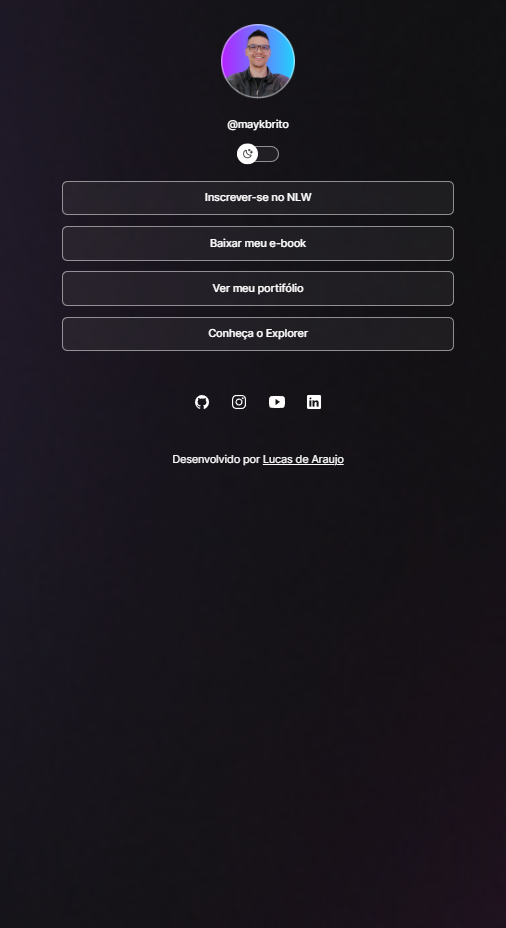 @maykbrito
Inscrever-se no NLW
Baixar meu e-book
Ver meu portifólio
Conheça o Explorer
Desenvolvido por Lucas de Araujo